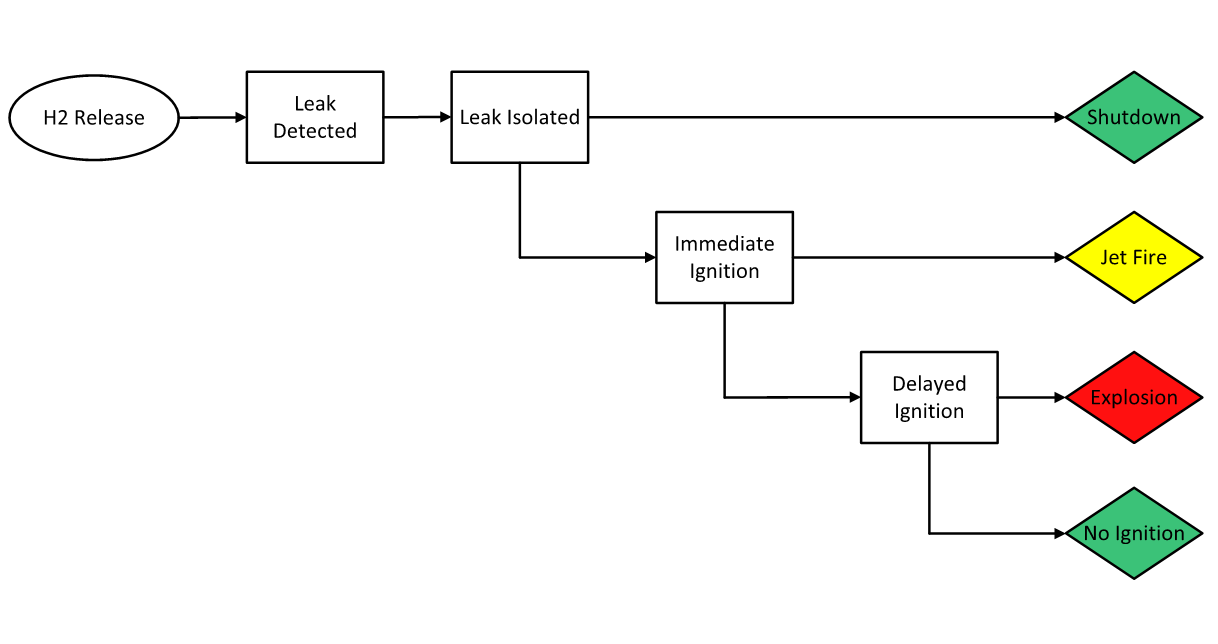 H2 Release
Leak
Detected
Leak Isolated
Shutdown
Immediate
Ignition
Jet Fire
Delayed
Ignition
Explosion
No Ignition